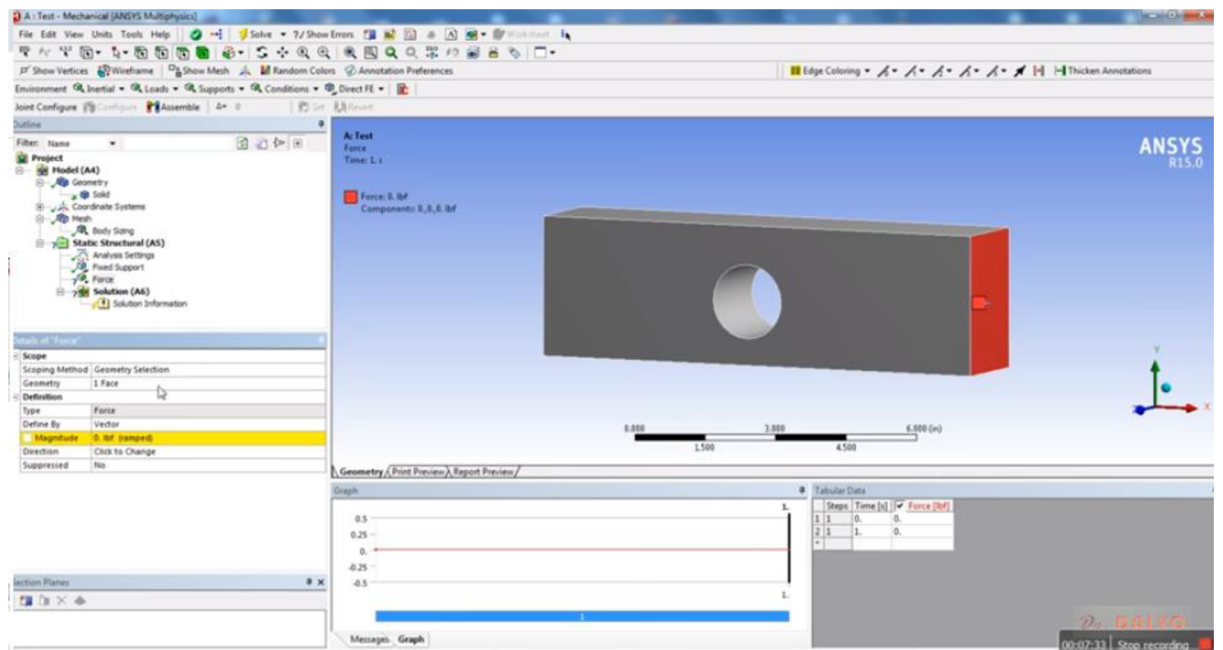 A : Test - Mechanical [ANSYS Multiphysics]
File Edit View Units Tools Help Solve ?/ Show Errors Worksheet
Show Vertices Wireframe Show Mesh Random Colors Annotation Preferences Edge Coloring Thicken Annotations
Environment Inertial Loads Supports Conditions Direct FE
Joint Configure Configure Assemble Δ= 0 Set Revert
Outline
Filter: Name
Project
Model (A4)
Geometry
Solid
Coordinate Systems
Mesh
Body Sizing
Static Structural (A5)
Analysis Settings
Fixed Support
Force
Solution (A6)
Solution Information
Details of "Force"
Scope
Scoping Method Geometry Selection
Geometry 1 Face
Definition
Type Force
Define By Vector
Magnitude 0. lbf (ramped)
Direction Click to Change
Suppressed No
Section Planes
A: Test
Force
Time: 1. s
Force: 0. lbf
Components: 0.,0.,0. lbf
ANSYS
R15.0
Y
X
0.000 3.000 6.000 (in)
1.500 4.500
Geometry Print Preview Report Preview
Graph
1.
0.5
0.25
0.
-0.25
-0.5
1.
1
Messages Graph
Tabular Data
Steps Time [s] Force [lbf]
1 1 0. 0.
2 1 1. 0.
*
00:07:33 Stop recording